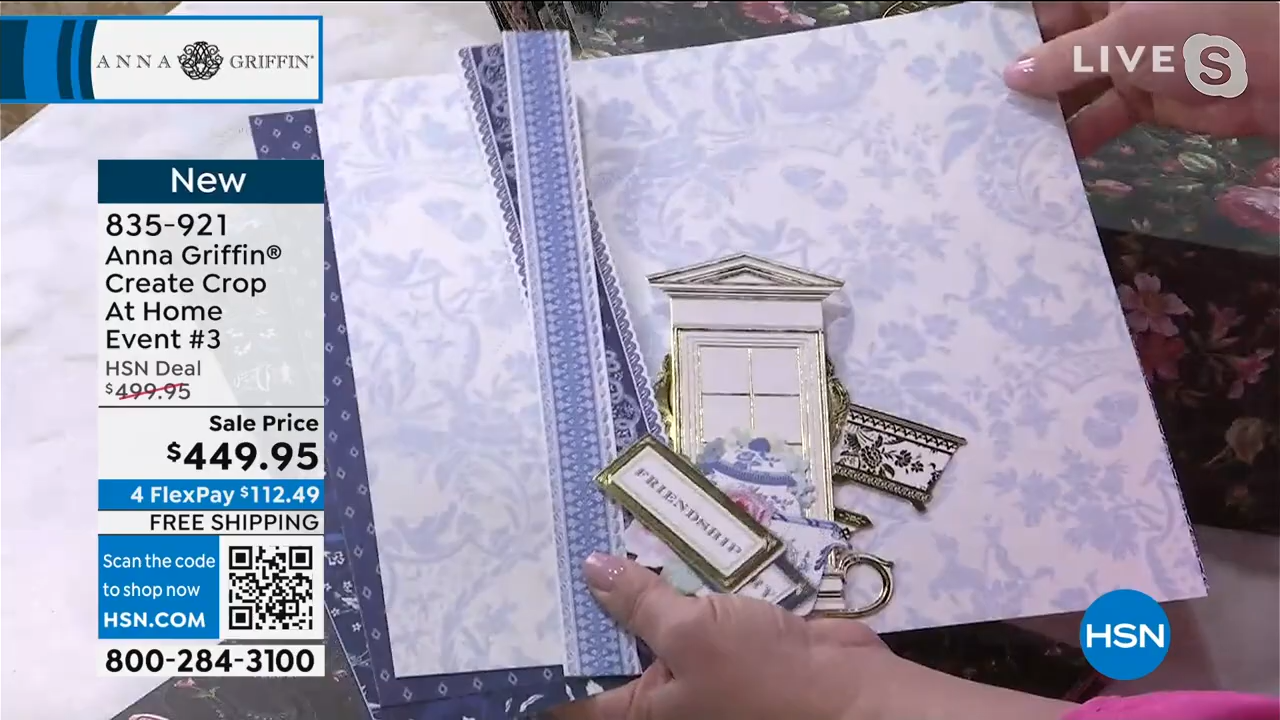 ANNA GRIFFIN®
LIVE S
New
835-921
Anna Griffin®
Create Crop
At Home
Event #3
HSN Deal
$499.95
Sale Price
$449.95
4 FlexPay $112.49
FREE SHIPPING
Scan the code
to shop now
HSN.COM
800-284-3100
FRIENDSHIP
HSN